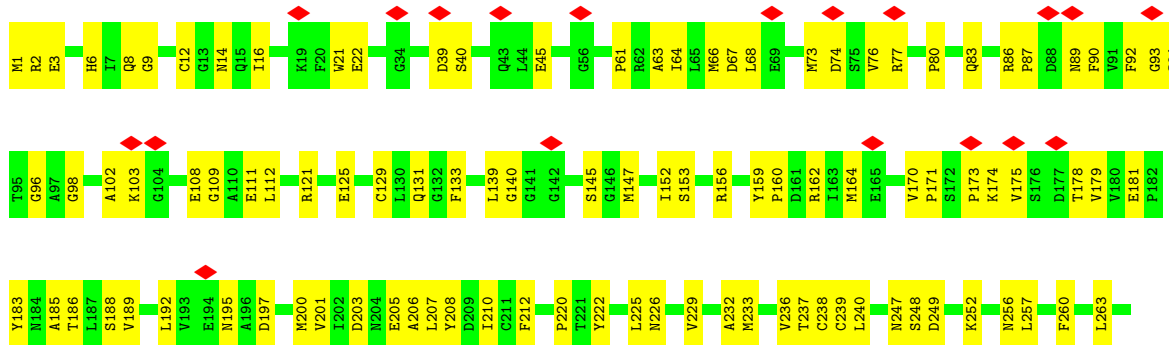 M1 R2 E3 H6 I7 Q8 G9 C12 G13 N14 Q15 I16 K19 F20 W21 E22 G34 D39 S40 Q43 L44 E45 G56 P61 R62 A63 I64 L65 M66 D67 L68 E69 M73 D74 S75 V76 R77 P80 Q83 R86 P87 D88 N89 F90 V91 F92 G93
T95 G96 A97 G98 A102 K103 G104 E108 G109 A110 E111 L112 R121 E125 C129 L130 Q131 G132 F133 L139 G140 G141 G142 S145 G146 M147 I152 S153 R156 Y159 P160 D161 R162 I163 M164 E165 V170 P171 S172 P173 K174 V175 S176 D177 T178 V179 V180 E181 P182
Y183 N184 A185 T186 L187 S188 V189 L192 V193 E194 N195 A196 D197 M200 V201 I202 D203 N204 E205 A206 L207 Y208 D209 I210 C211 F212 P220 T221 Y222 L225 N226 V229 A232 M233 V236 T237 C238 C239 L240 N247 S248 D249 K252 N256 L257 F260 L263